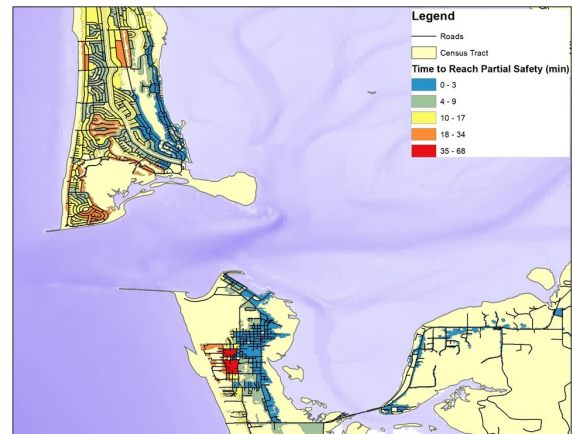 Legend
Roads
Census Tract
Time to Reach Partial Safety (min)
0 - 3
4 - 9
10 - 17
18 - 34
35 - 68